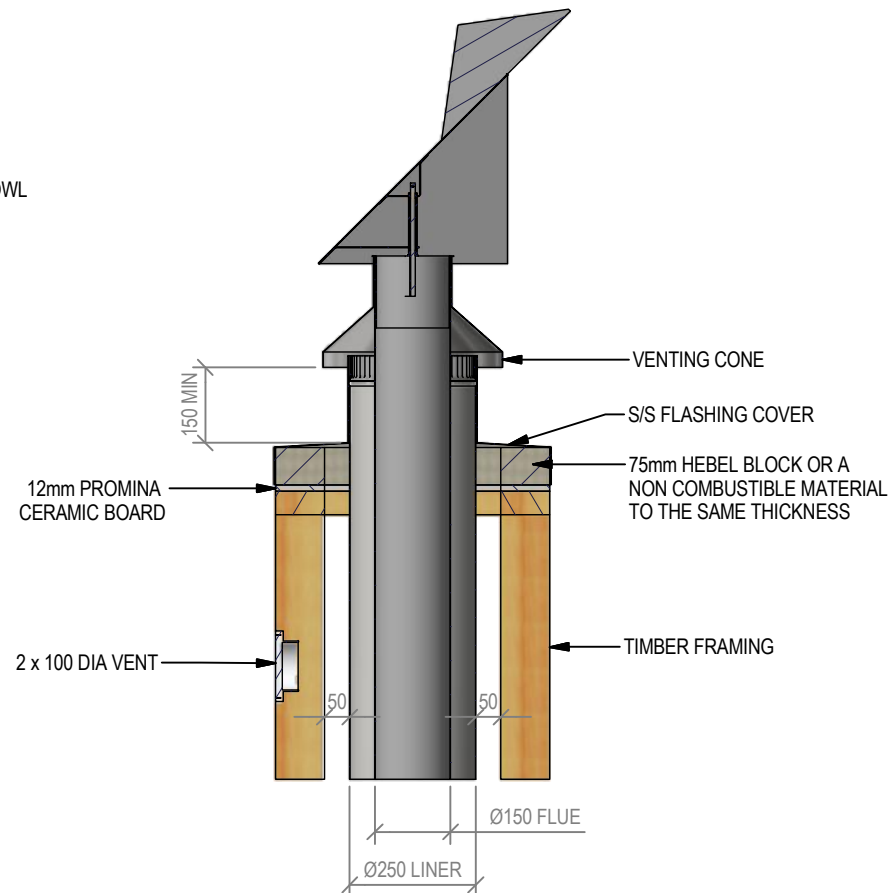 OWL
VENTING CONE
150 MIN
S/S FLASHING COVER
12mm PROMINA
CERAMIC BOARD
75mm HEBEL BLOCK OR A
NON COMBUSTIBLE MATERIAL
TO THE SAME THICKNESS
2 x 100 DIA VENT
TIMBER FRAMING
50
50
Ø150 FLUE
Ø250 LINER